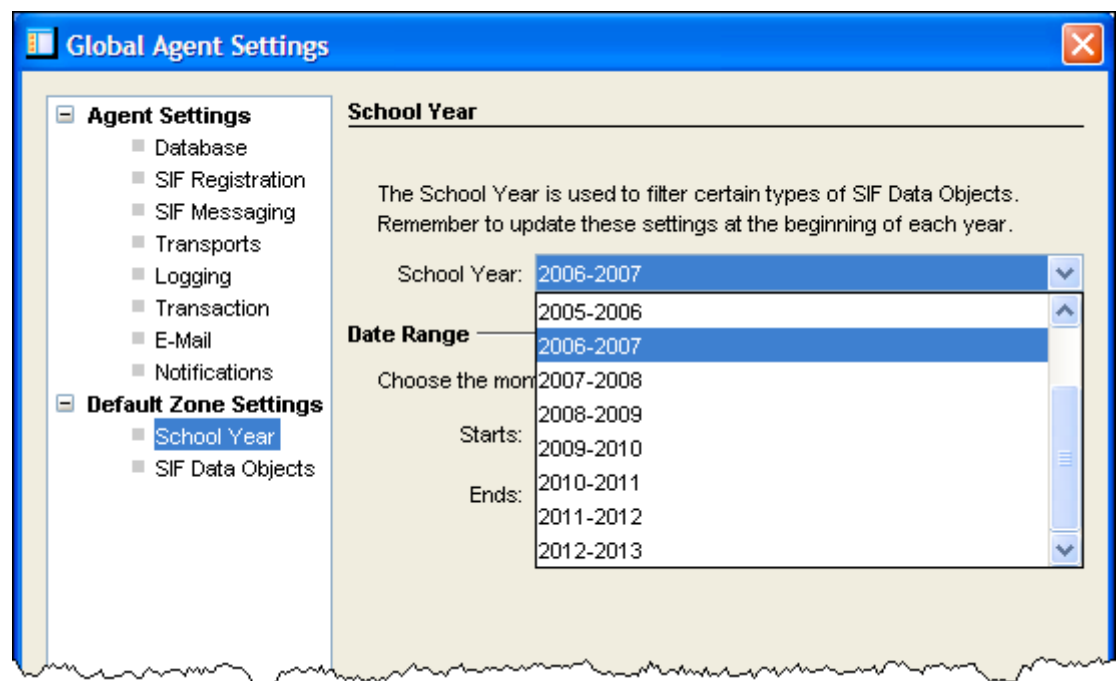 Global Agent Settings
Agent Settings
Database
SIF Registration
SIF Messaging
Transports
Logging
Transaction
E-Mail
Notifications
Default Zone Settings
School Year
SIF Data Objects
School Year
The School Year is used to filter certain types of SIF Data Objects.
Remember to update these settings at the beginning of each year.
School Year: 2006-2007
2005-2006
2006-2007
2007-2008
2008-2009
2009-2010
2010-2011
2011-2012
2012-2013
Date Range
Choose the
Starts:
Ends: